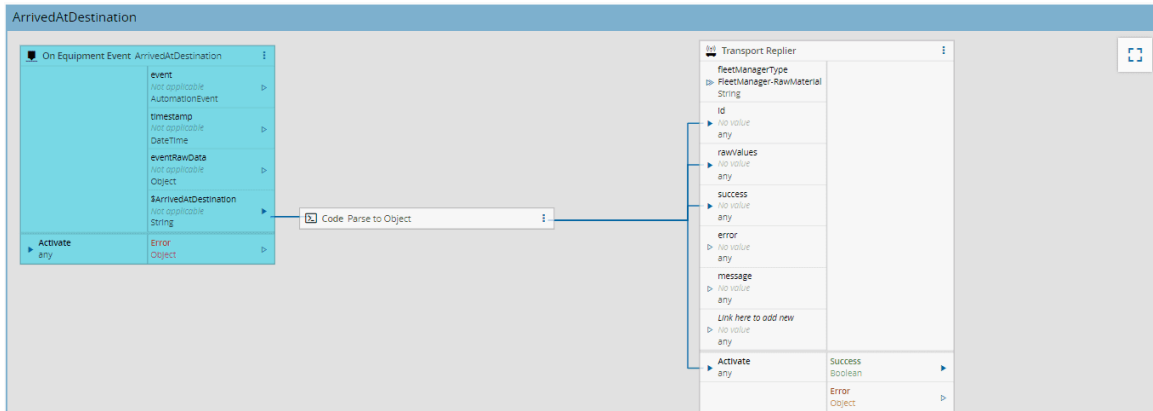 ArrivedAtDestination
On Equipment Event ArrivedAtDestination
event
Not applicable
AutomationEvent
timestamp
Not applicable
DateTime
eventRawData
Not applicable
Object
$ArrivedAtDestination
Not applicable
String
Activate
any
Error
Object
Code Parse to Object
Transport Replier
fleetManagerType
FleetManager-RawMaterial
String
id
No value
any
rawValues
No value
any
success
No value
any
error
No value
any
message
No value
any
Link here to add new
No value
any
Activate
any
Success
Boolean
Error
Object